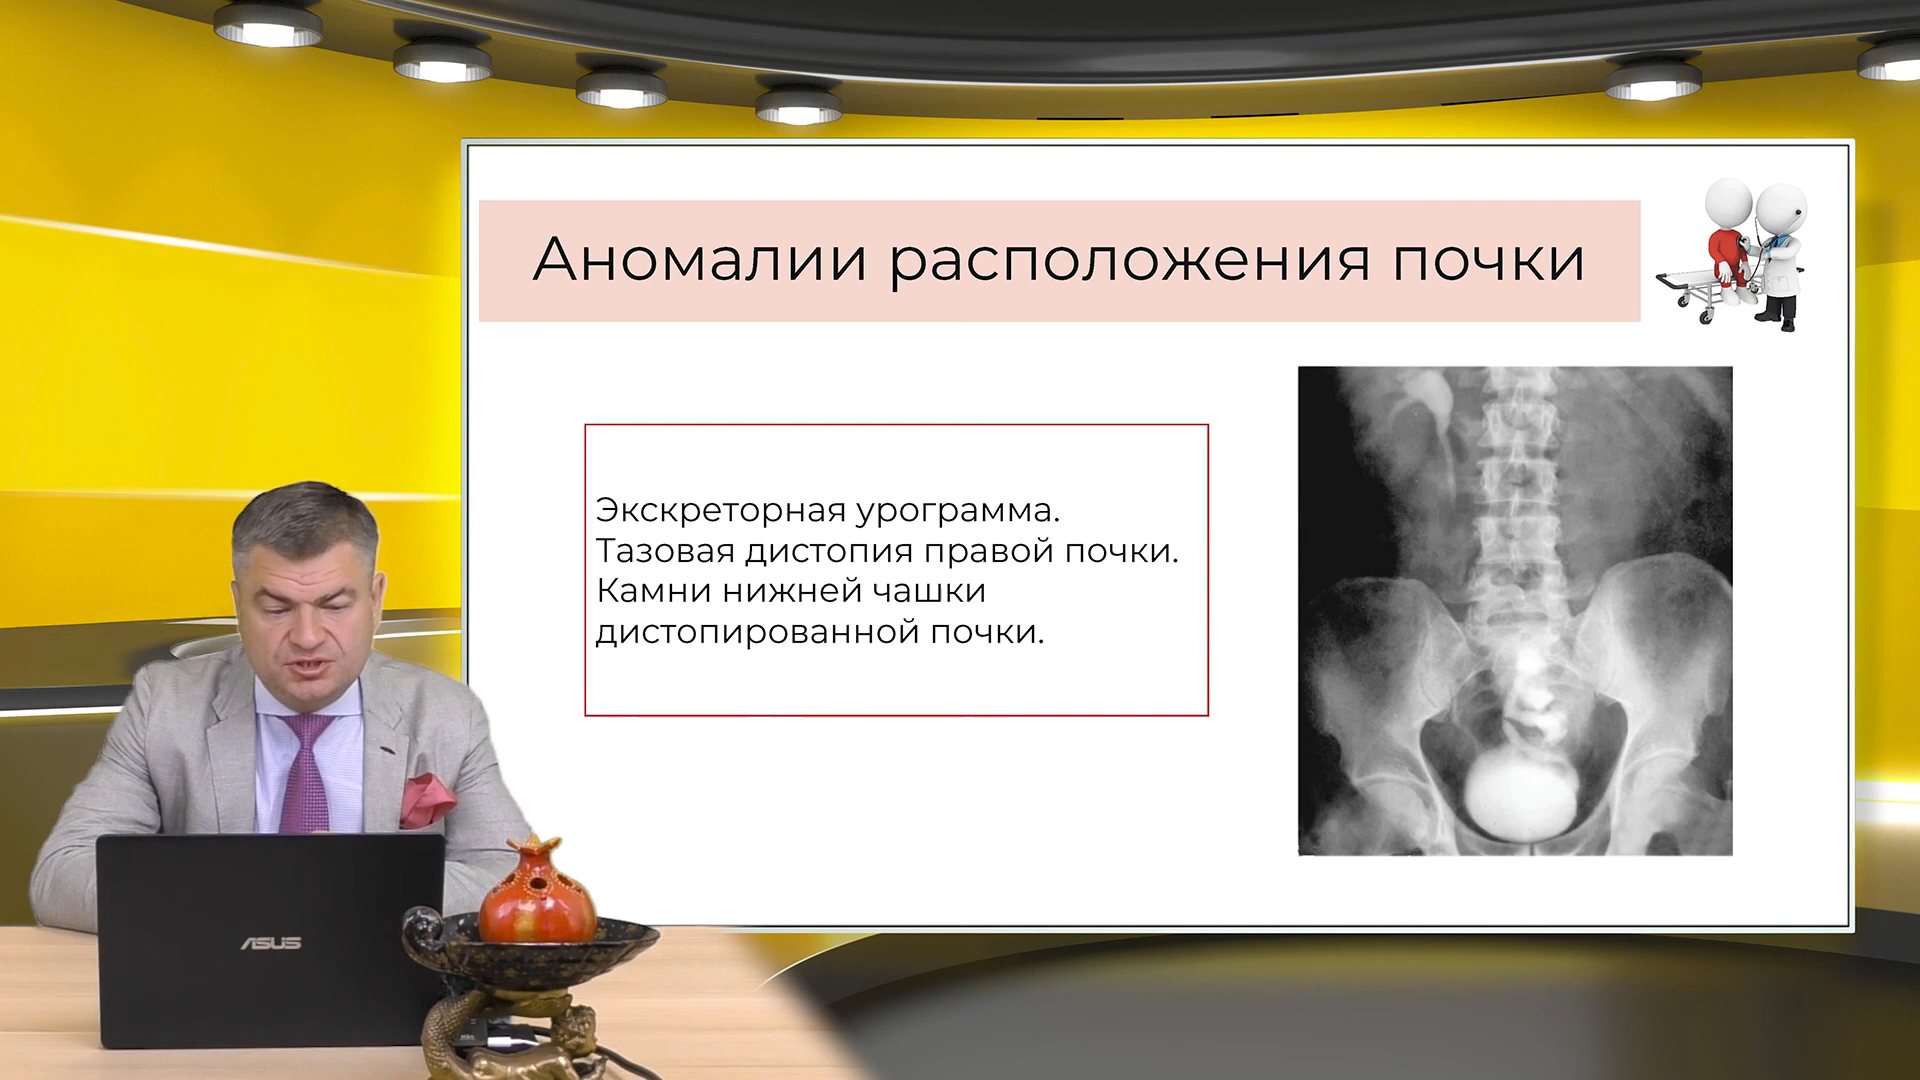 Аномалии расположения почки
Экскреторная урограмма.
Тазовая дистопия правой почки.
Камни нижней чашки
дистопированной почки.
ASUS